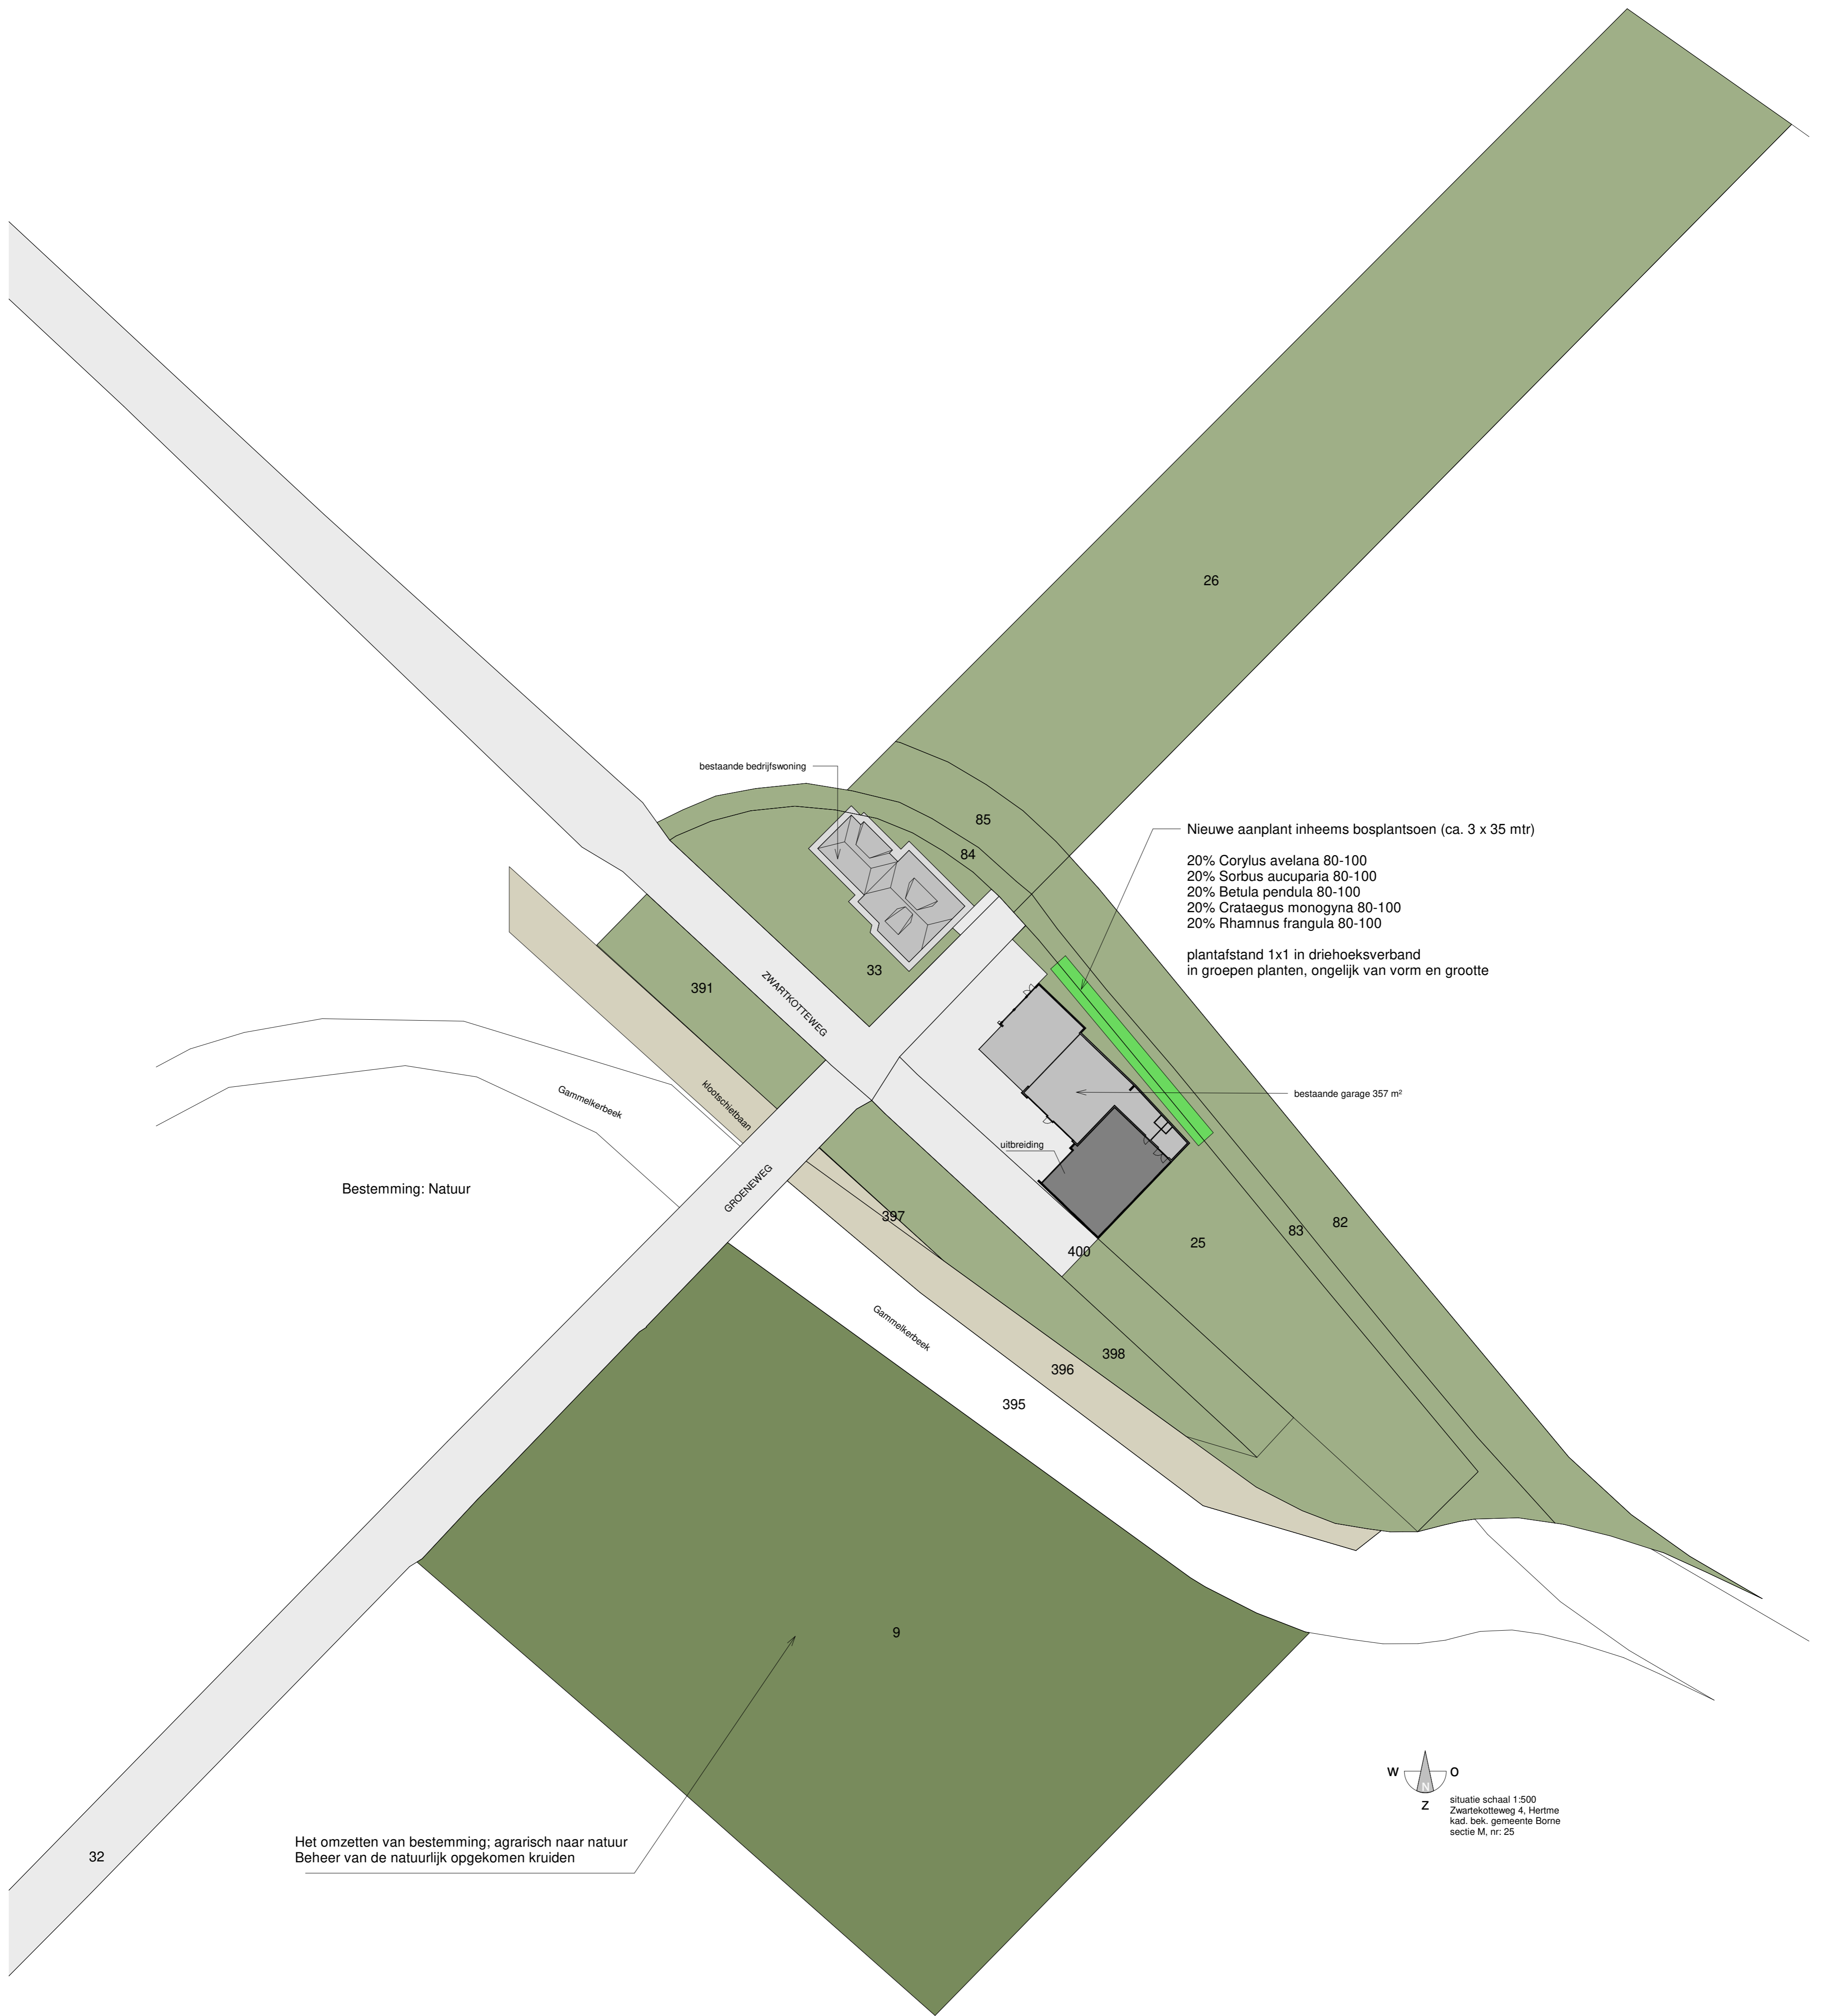 26
bestaande bedrijfswoning
85
84
Nieuwe aanplant inheems bosplantsoen (ca. 3 x 35 mtr)
20% Corylus avelana 80-100
20% Sorbus aucuparia 80-100
20% Betula pendula 80-100
20% Crataegus monogyna 80-100
20% Rhamnus frangula 80-100
plantafstand 1x1 in driehoeksverband
in groepen planten, ongelijk van vorm en grootte
33
391
ZWARTKOTTEWEG
klootschietbaan
Gammelkerbeek
bestaande garage 357 m²
uitbreiding
Bestemming: Natuur
GROENEWEG
397
400
25
83
82
Gammelkerbeek
398
396
395
9
W
O
N
Z
situatie schaal 1:500
Zwartekotteweg 4, Hertme
kad. bek. gemeente Borne
sectie M, nr: 25
Het omzetten van bestemming; agrarisch naar natuur
Beheer van de natuurlijk opgekomen kruiden
32